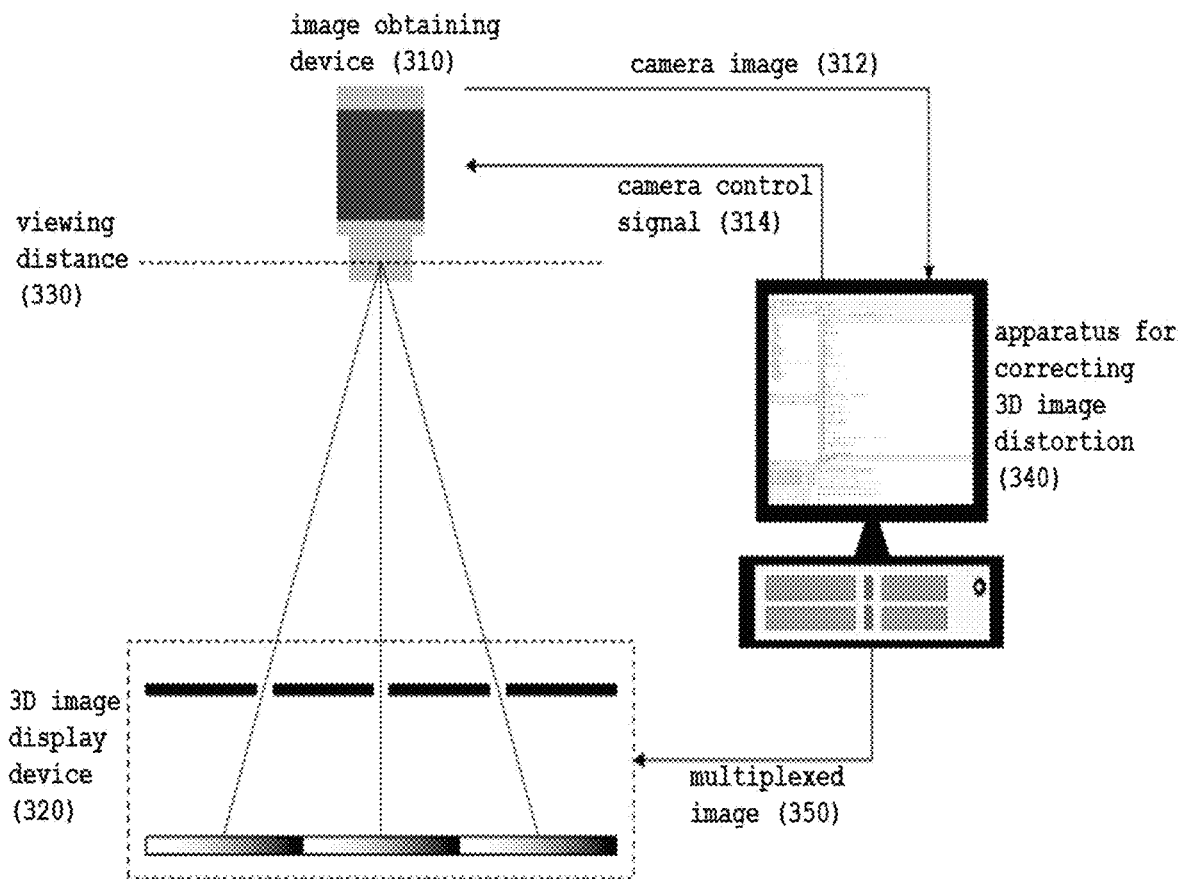 image obtaining
device (310)
camera image (312)
camera control
signal (314)
viewing
distance
(330)
apparatus for
correcting
3D image
distortion
(340)
3D image
display
device
(320)
multiplexed
image (350)